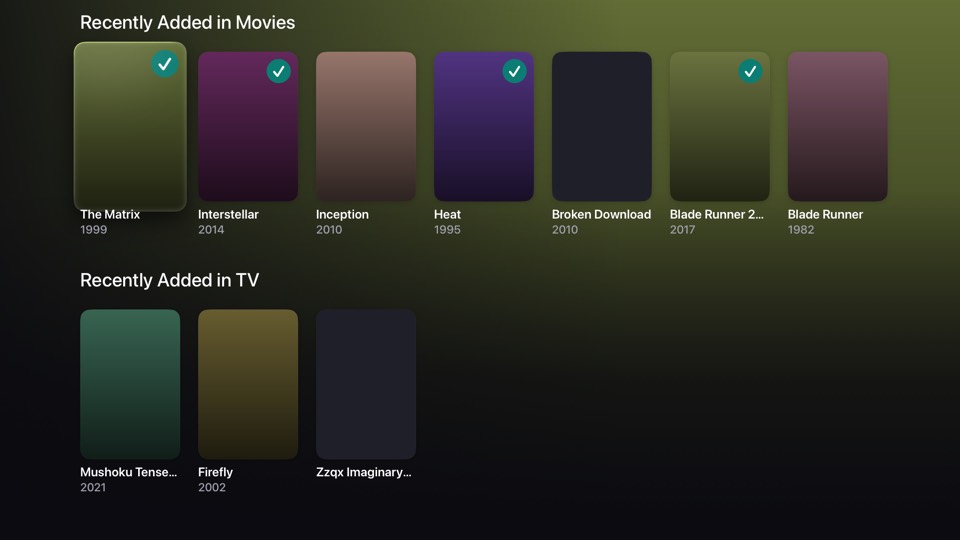 Recently Added in Movies
The Matrix
1999
Interstellar
2014
Inception
2010
Heat
1995
Broken Download
2010
Blade Runner 2...
2017
Blade Runner
1982
Recently Added in TV
Mushoku Tense...
2021
Firefly
2002
Zzqx Imaginary...